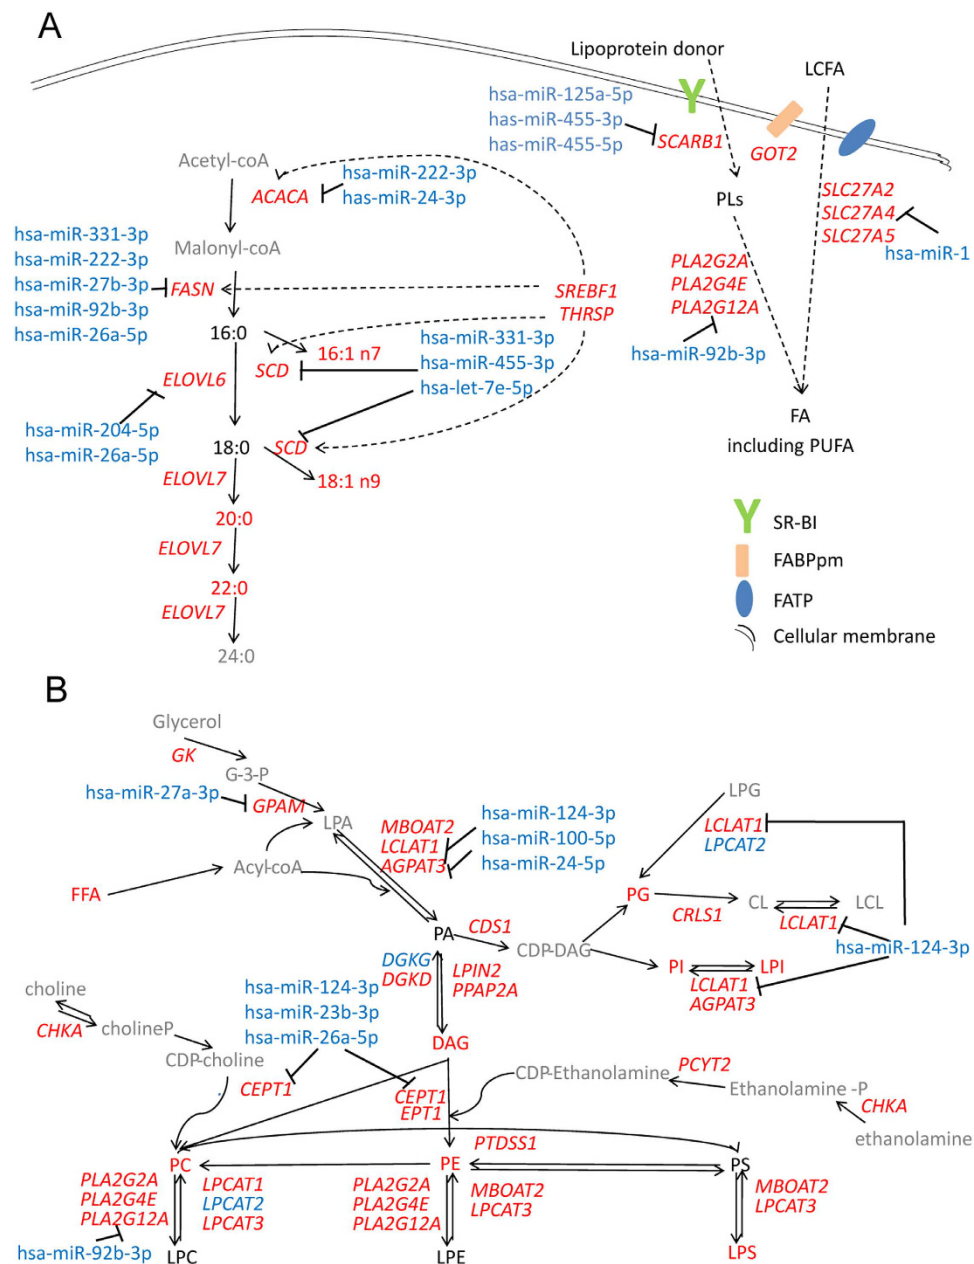 A
Lipoprotein donor
LCFA
hsa-miR-125a-5p
has-miR-455-3p
has-miR-455-5p
SCARB1
GOT2
Acetyl-coA
ACACA
hsa-miR-222-3p
has-miR-24-3p
PLs
SLC27A2
SLC27A4
SLC27A5
hsa-miR-1
hsa-miR-331-3p
hsa-miR-222-3p
hsa-miR-27b-3p
hsa-miR-92b-3p
hsa-miR-26a-5p
Malonyl-coA
FASN
SREBF1
THRSP
PLA2G2A
PLA2G4E
PLA2G12A
hsa-miR-92b-3p
16:0
16:1 n7
SCD
hsa-miR-331-3p
hsa-miR-455-3p
hsa-let-7e-5p
ELOVL6
hsa-miR-204-5p
hsa-miR-26a-5p
18:0
SCD
18:1 n9
FA
including PUFA
ELOVL7
20:0
ELOVL7
22:0
ELOVL7
24:0
SR-BI
FABPpm
FATP
Cellular membrane
B
Glycerol
GK
G-3-P
hsa-miR-27a-3p
GPAM
LPA
MBOAT2
LCLAT1
AGPAT3
hsa-miR-124-3p
hsa-miR-100-5p
hsa-miR-24-5p
LPG
LCLAT1
LPCAT2
Acyl-coA
FFA
PG
CRLS1
CL
LCL
LCLAT1
hsa-miR-124-3p
PA
CDS1
CDP-DAG
PI
LPI
LCLAT1
AGPAT3
DGKG
DGKD
LPIN2
PPAP2A
hsa-miR-124-3p
hsa-miR-23b-3p
hsa-miR-26a-5p
choline
CHKA
cholineP
CDP-choline
DAG
CEPT1
CEPT1
EPT1
CDP-Ethanolamine
PCYT2
Ethanolamine -P
CHKA
ethanolamine
PTDSS1
PC
PE
PS
PLA2G2A
PLA2G4E
PLA2G12A
LPCAT1
LPCAT2
LPCAT3
PLA2G2A
PLA2G4E
PLA2G12A
MBOAT2
LPCAT3
MBOAT2
LPCAT3
hsa-miR-92b-3p
LPC
LPE
LPS